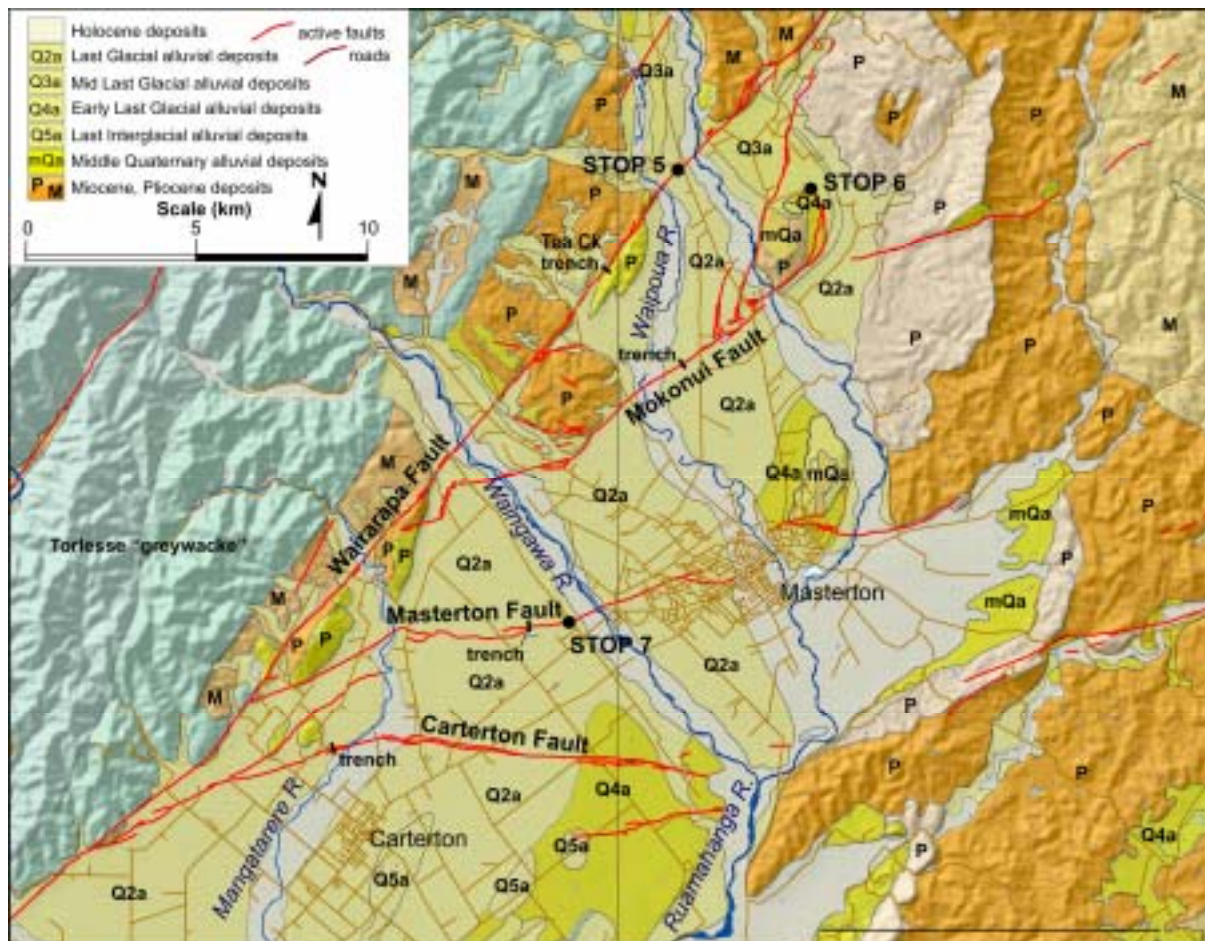 Holocene deposits
active faults
Q2a Last Glacial alluvial deposits
roads
Q3a Mid Last Glacial alluvial deposits
Q4a Early Last Glacial alluvial deposits
Q5a Last Interglacial alluvial deposits
mQa Middle Quaternary alluvial deposits
P M Miocene, Pliocene deposits
N
Scale (km)
0 5 10
Q3a
M
M
P
M
P
P
Q3a
STOP 5
STOP 6
Q4a
M
P
P
mQa
P
Tea Ck
trench
P
Waipoua R.
Q2a
Q2a
M
M
P
P
P
trench
Mokonui Fault
P
Q2a
P
P
Wairarapa Fault
M
Q4a
mQa
Q2a
Waingawa R.
mQa
P
P
Torlesse "greywacke"
P
P
Q2a
Masterton
M
Masterton Fault
mQa
P
P
STOP 7
trench
Q2a
Q2a
M
P
Carterton Fault
trench
P
P
Q2a
Q4a
Mangatarere R.
Carterton
Q5a
Ruamahanga R.
Q4a
P
Q2a
Q5a
Q5a